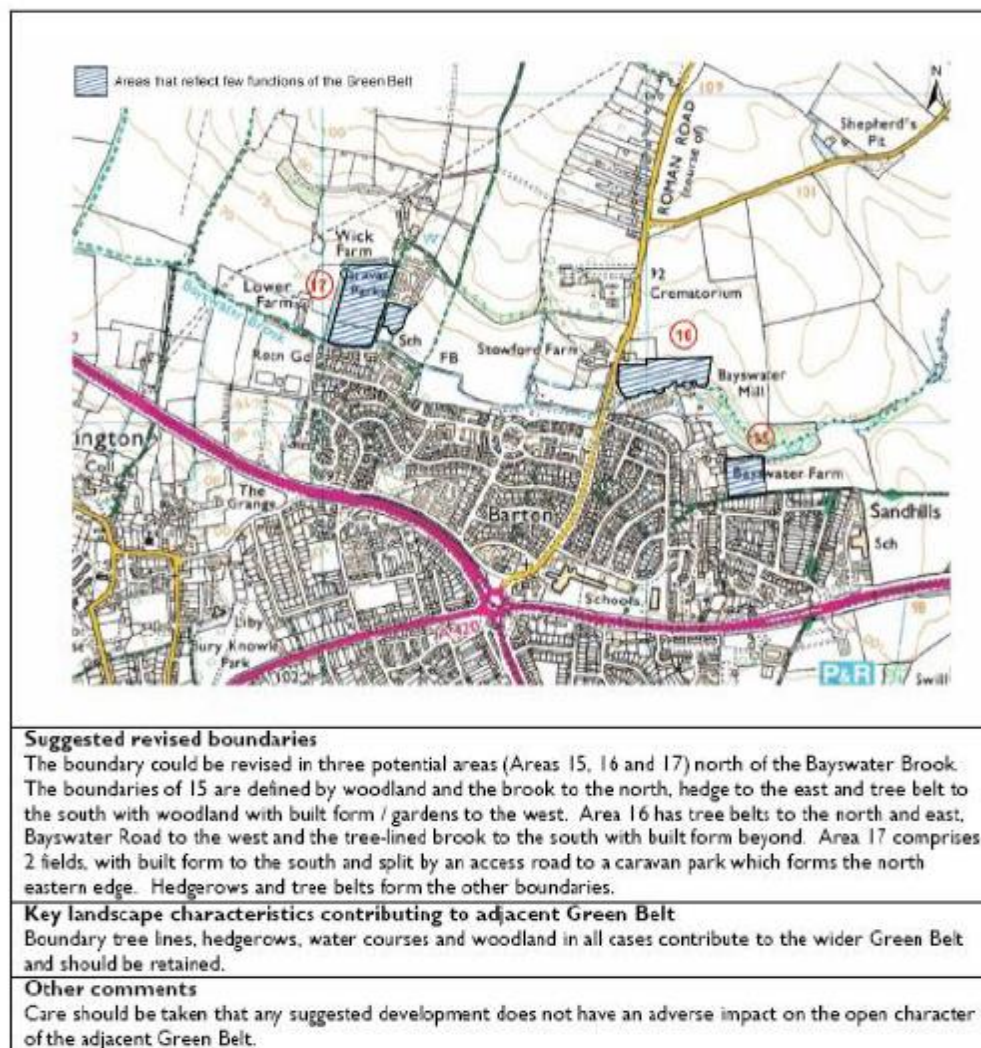 Areas that reflect few functions of the Green Belt
N
109
Shepherd's
Pit
ROMAN ROAD
(course of)
101
Wick
Farm
17
Lower
Farm
Bayswater Brook
92
Crematorium
16
Sch
FB
Stowford Farm
Bayswater
Mill
15
Bayswater Farm
ington
The
Grange
Barton
Sandhills
Sch
Schools
Liby
ury Knowle
Park
P&R
Swill
Suggested revised boundaries
The boundary could be revised in three potential areas (Areas 15, 16 and 17) north of the Bayswater Brook.
The boundaries of 15 are defined by woodland and the brook to the north, hedge to the east and tree belt to
the south with woodland with built form / gardens to the west. Area 16 has tree belts to the north and east,
Bayswater Road to the west and the tree-lined brook to the south with built form beyond. Area 17 comprises
2 fields, with built form to the south and split by an access road to a caravan park which forms the north
eastern edge. Hedgerows and tree belts form the other boundaries.
Key landscape characteristics contributing to adjacent Green Belt
Boundary tree lines, hedgerows, water courses and woodland in all cases contribute to the wider Green Belt
and should be retained.
Other comments
Care should be taken that any suggested development does not have an adverse impact on the open character
of the adjacent Green Belt.